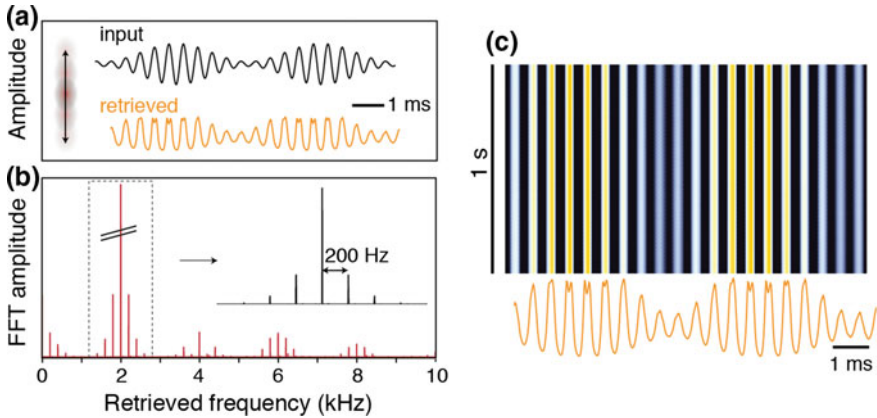 (a)
Amplitude
input
retrieved
1 ms
(b)
FFT amplitude
200 Hz
0 2 4 6 8 10
Retrieved frequency (kHz)
(c)
1 s
1 ms